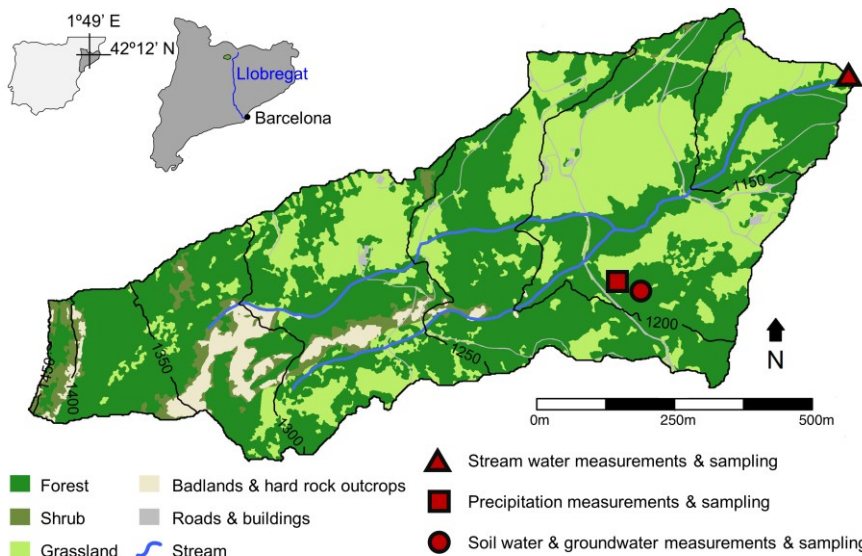 1º49' E
42º12' N
Llobregat
Barcelona
1150
1200
1250
1300
1350
1400
1450
N
0m 250m 500m
Forest
Shrub
Grassland
Badlands & hard rock outcrops
Roads & buildings
Stream
Stream water measurements & sampling
Precipitation measurements & sampling
Soil water & groundwater measurements & sampling